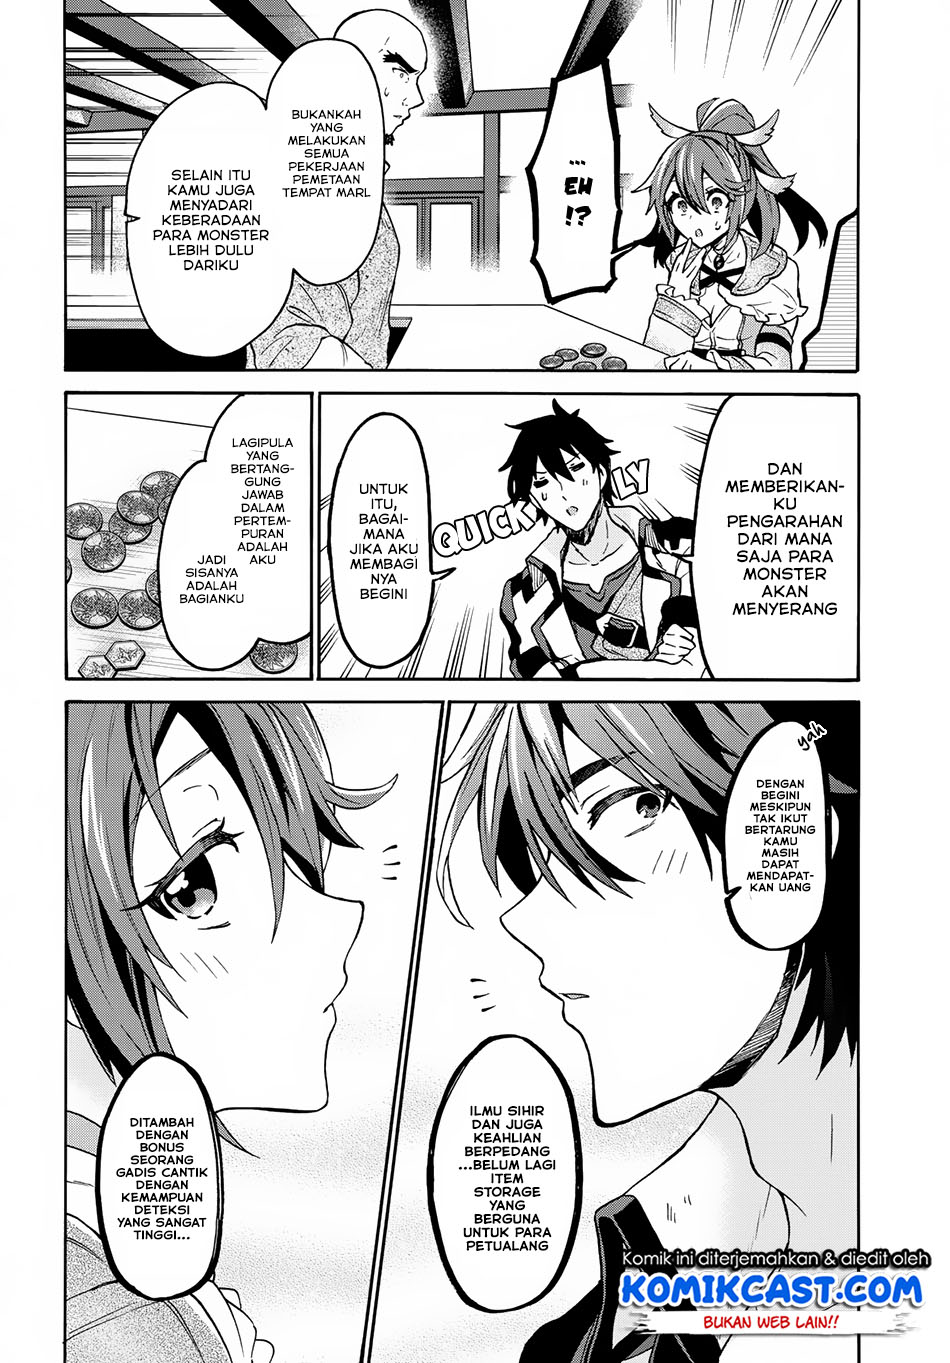 ...
EH
!?
BUKANKAH
YANG
MELAKUKAN
SEMUA
PEKERJAAN
PEMETAAN
TEMPAT MARL
SELAIN ITU
KAMU JUGA
MENYADARI
KEBERADAAN
PARA MONSTER
LEBIH DULU
DARIKU
DAN
MEMBERIKAN-
KU
PENGARAHAN
DARI MANA
SAJA PARA
MONSTER
AKAN
MENYERANG
QUICK
LY
UNTUK
ITU,
BAGAI-
MANA
JIKA AKU
MEMBAGI
NYA
BEGINI
LAGIPULA
YANG
BERTANG-
GUNG
JAWAB
DALAM
PERTEM-
PURAN
ADALAH
AKU
JADI
SISANYA
ADALAH
BAGIANKU
yah
DENGAN
BEGINI
MESKIPUN
TAK IKUT
BERTARUNG
KAMU
MASIH
DAPAT
MENDAPAT-
KAN UANG
ILMU SIHIR
DAN JUGA
KEAHLIAN
BERPEDANG
...BELUM LAGI
ITEM
STORAGE
YANG
BERGUNA
UNTUK PARA
PETUALANG
DITAMBAH
DENGAN
BONUS
SEORANG
GADIS CANTIK
DENGAN
KEMAMPUAN
DETEKSI
YANG SANGAT
TINGGI...
Komik ini diterjemahkan & diedit oleh
KOMIKCAST.COM
BUKAN WEB LAIN!!